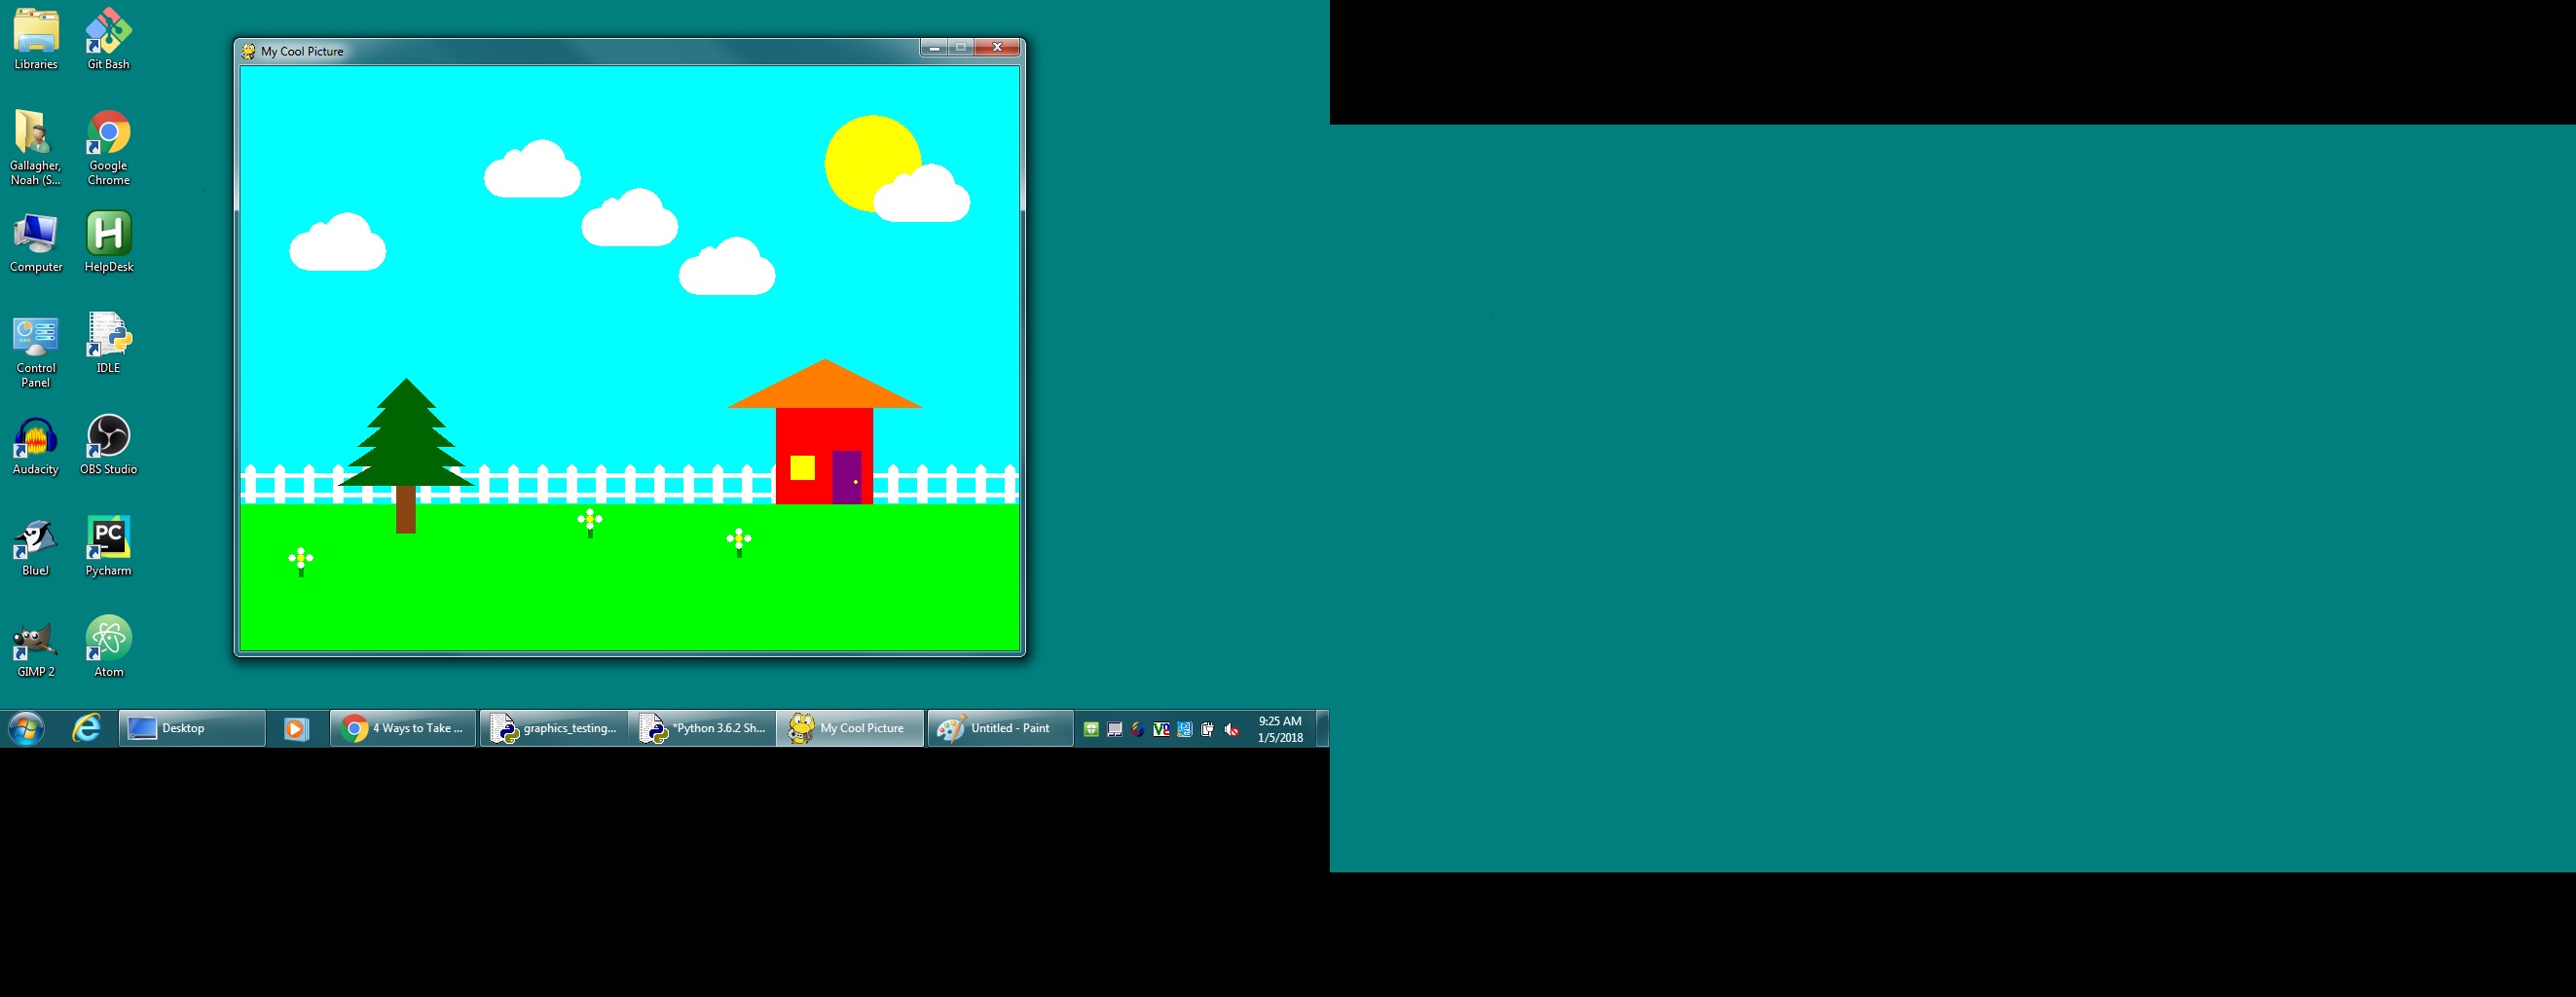 My Cool Picture
Libraries
Git Bash
Gallagher,
Noah (S...
Google
Chrome
Computer
H
HelpDesk
Control
Panel
IDLE
Audacity
OBS Studio
BlueJ
PC
Pycharm
GIMP 2
Atom
Desktop
4 Ways to Take ...
graphics_testing...
*Python 3.6.2 Sh...
My Cool Picture
Untitled - Paint
9:25 AM
1/5/2018